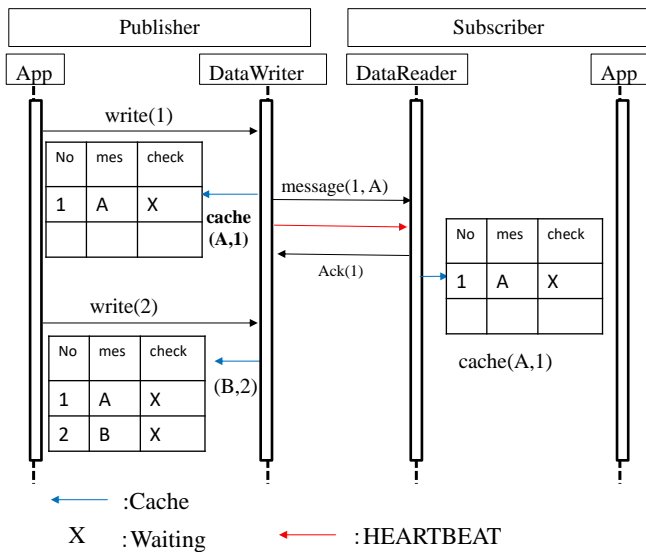 Publisher
Subscriber
App
DataWriter
DataReader
App
write(1)
No mes check
1 A X
cache
(A,1)
message(1, A)
Ack(1)
No mes check
1 A X
cache(A,1)
write(2)
No mes check
1 A X
2 B X
(B,2)
:Cache
X :Waiting
:HEARTBEAT